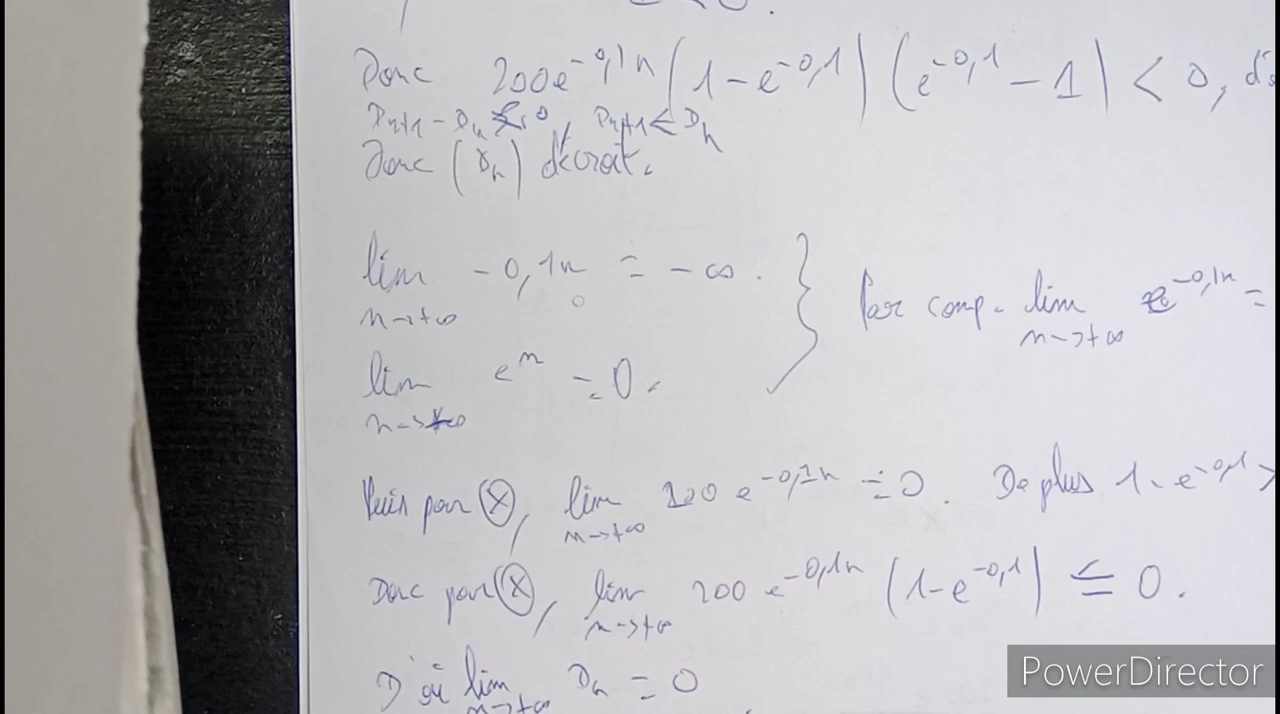 Donc 200e^{-0,1n} (1-e^{-0,1}) (e^{-0,1} - 1) < 0, d'o
D_{n+1} - D_n < 0, D_{n+1} < D_n
Donc (D_n) décroît.
lim_{n→+∞} -0,1n = -∞.
Par comp. lim_{n→+∞} e^{-0,1n} =
lim_{n→-∞} e^n = 0.
Puis par ⊗, lim_{n→+∞} 200 e^{-0,1n} = 0. De plus 1-e^{-0,1} >
Donc par ⊗, lim_{n→+∞} 200 e^{-0,1n} (1-e^{-0,1}) = 0.
D'où lim_{n→+∞} D_n = 0
PowerDirector